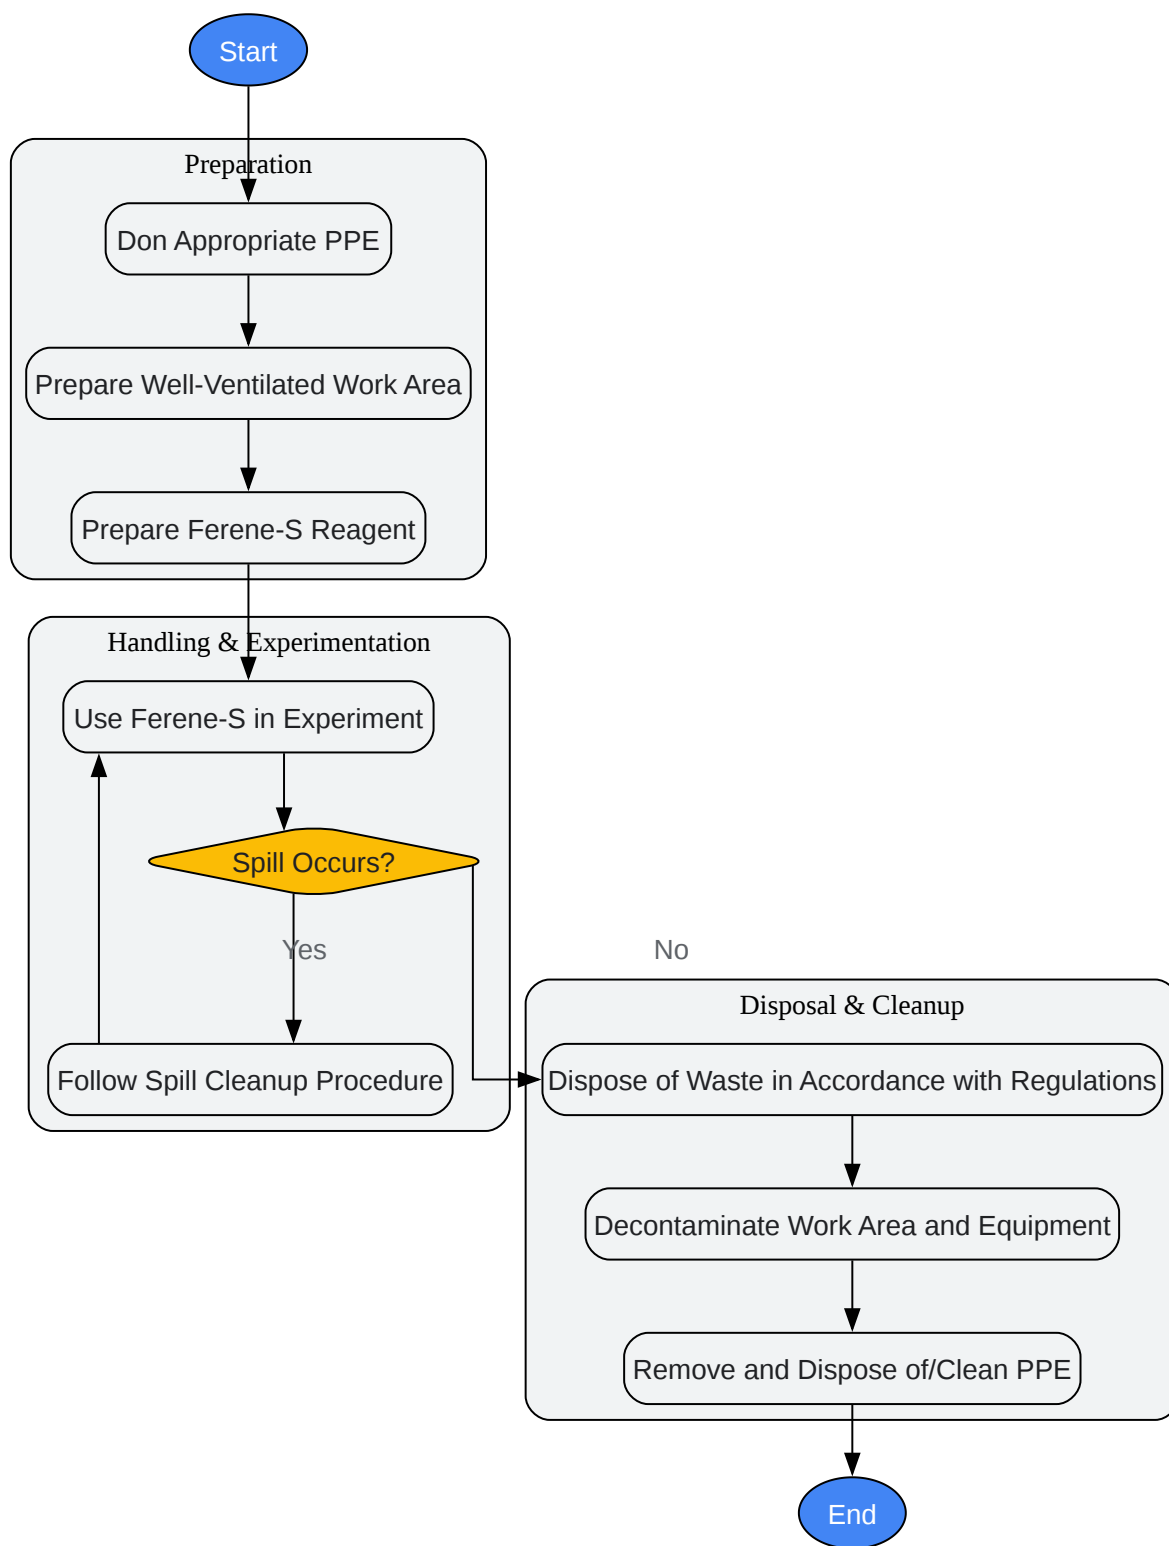 Start
Preparation
Don Appropriate PPE
Prepare Well-Ventilated Work Area
Prepare Ferene-S Reagent
Handling & Experimentation
Use Ferene-S in Experiment
Spill Occurs?
Yes
No
Disposal & Cleanup
Follow Spill Cleanup Procedure
Dispose of Waste in Accordance with Regulations
Decontaminate Work Area and Equipment
Remove and Dispose of/Clean PPE
End